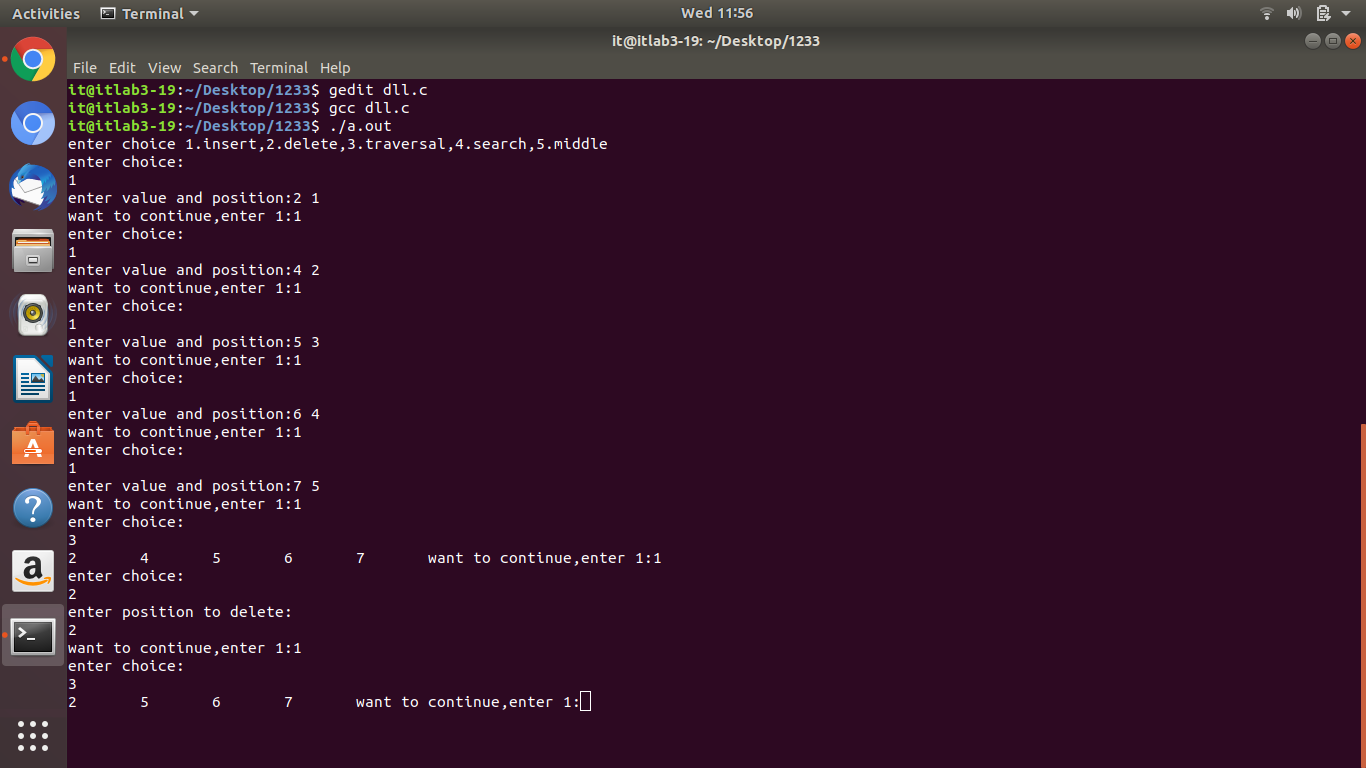 Activities Terminal Wed 11:56
it@itlab3-19: ~/Desktop/1233
File Edit View Search Terminal Help
it@itlab3-19:~/Desktop/1233$ gedit dll.c
it@itlab3-19:~/Desktop/1233$ gcc dll.c
it@itlab3-19:~/Desktop/1233$ ./a.out
enter choice 1.insert,2.delete,3.traversal,4.search,5.middle
enter choice:
1
enter value and position:2 1
want to continue,enter 1:1
enter choice:
1
enter value and position:4 2
want to continue,enter 1:1
enter choice:
1
enter value and position:5 3
want to continue,enter 1:1
enter choice:
1
enter value and position:6 4
want to continue,enter 1:1
enter choice:
1
enter value and position:7 5
want to continue,enter 1:1
enter choice:
3
2       4       5       6       7       want to continue,enter 1:1
enter choice:
2
enter position to delete:
2
want to continue,enter 1:1
enter choice:
3
2       5       6       7       want to continue,enter 1: